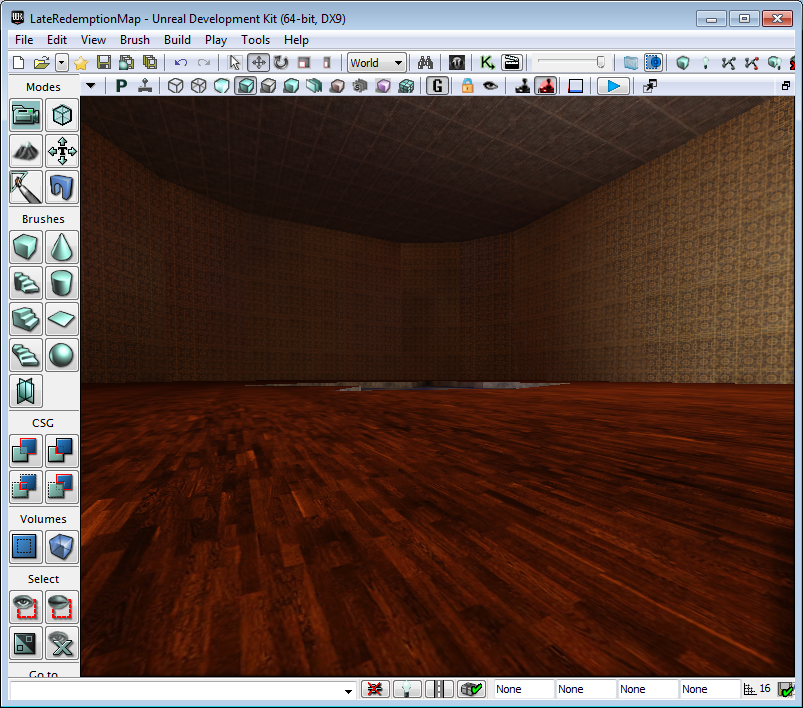 LateRedemptionMap - Unreal Development Kit (64-bit, DX9)
File Edit View Brush Build Play Tools Help
World
Modes
P
G
Brushes
CSG
Volumes
Select
Go to
None None None None 16